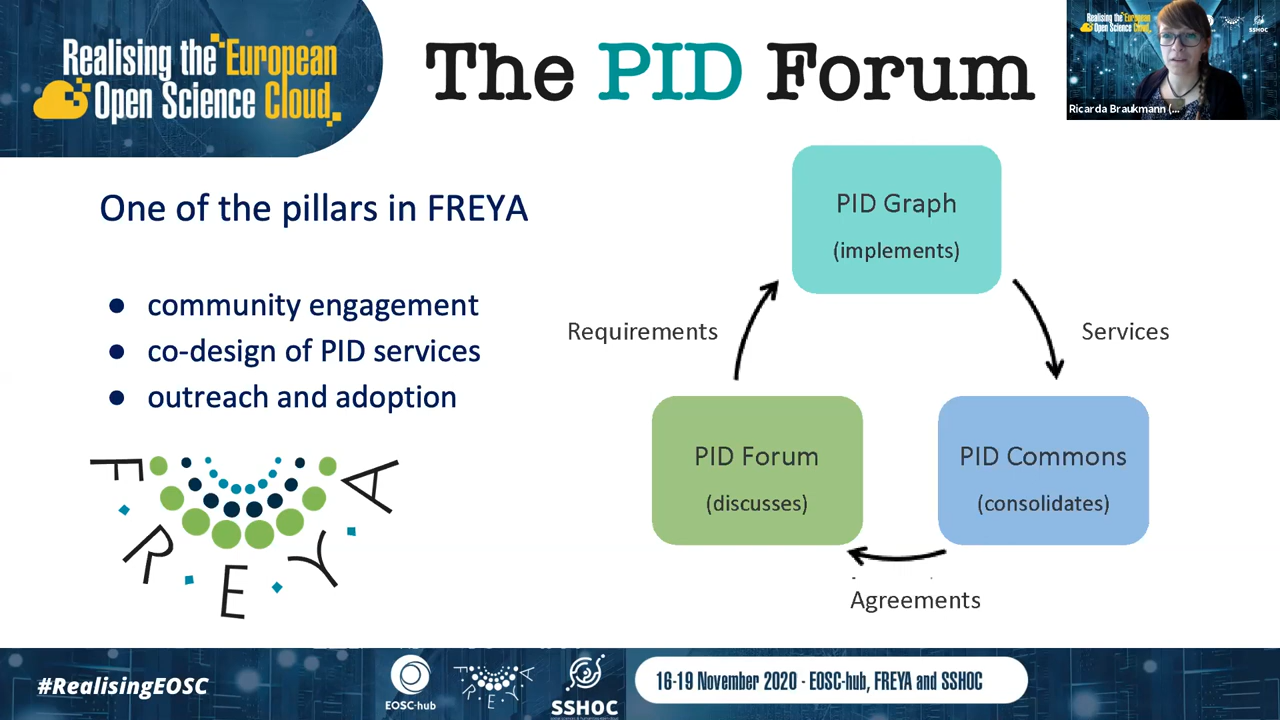 Realising the European
Open Science Cloud
The PID Forum
Realising the European
Open Science Cloud
SSHOC
Ricarda Braukmann (...
One of the pillars in FREYA
● community engagement
● co-design of PID services
● outreach and adoption
FREYA
PID Graph
(implements)
Requirements
Services
PID Forum
(discusses)
PID Commons
(consolidates)
Agreements
#RealisingEOSC
EOSC-hub
FREYA
SSHOC
16-19 November 2020 - EOSC-hub, FREYA and SSHOC